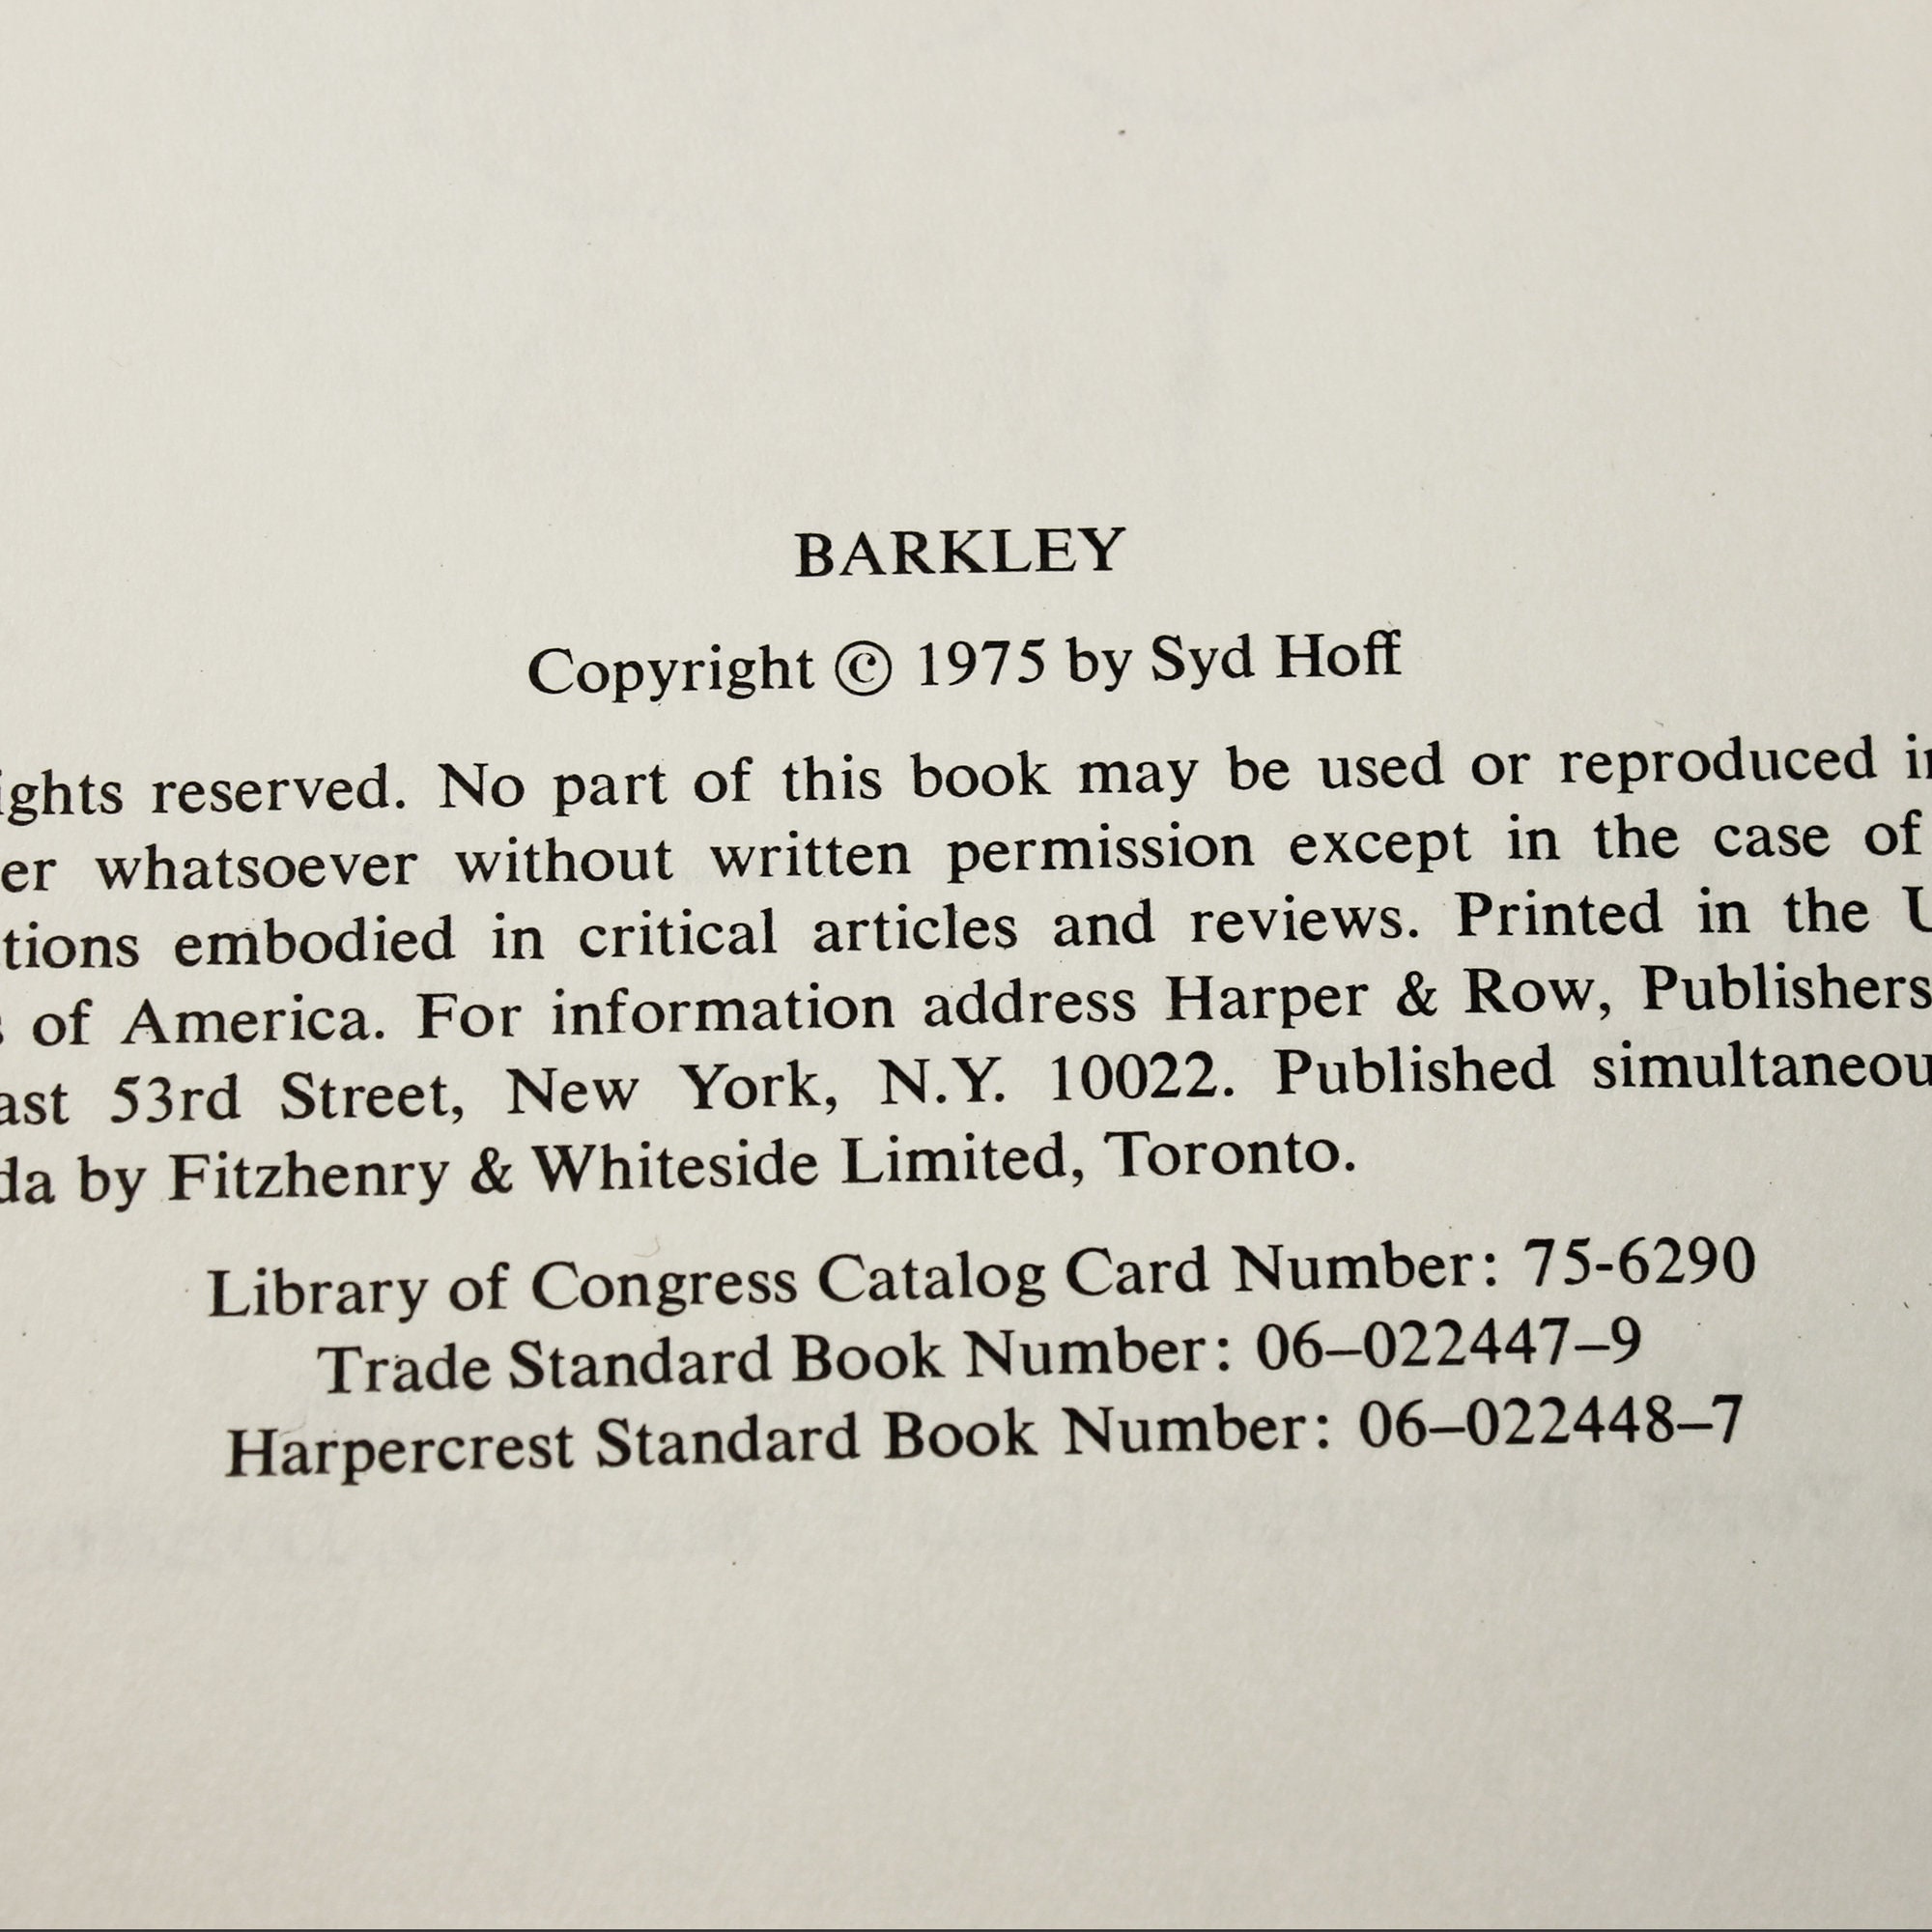 BARKLEY
Copyright © 1975 by Syd Hoff
ights reserved. No part of this book may be used or reproduced in
er whatsoever without written permission except in the case of
tions embodied in critical articles and reviews. Printed in the U
s of America. For information address Harper & Row, Publishers
ast 53rd Street, New York, N.Y. 10022. Published simultaneou
da by Fitzhenry & Whiteside Limited, Toronto.
Library of Congress Catalog Card Number: 75-6290
Trade Standard Book Number: 06–022447–9
Harpercrest Standard Book Number: 06–022448–7